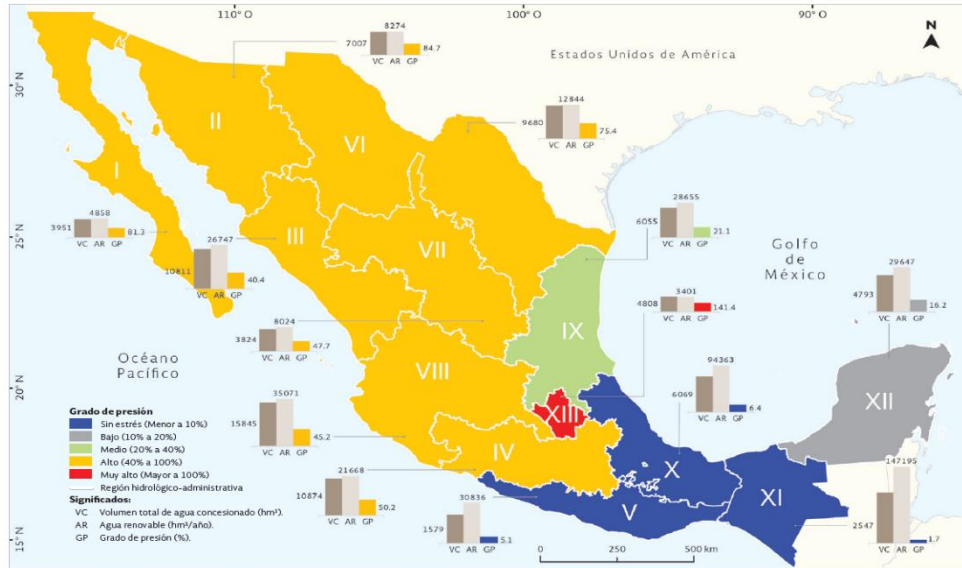 110° O
100° O
90° O
N
Estados Unidos de América
30° N
25° N
20° N
15° N
7007
8274
84.7
VC AR GP
9680
12844
75.4
VC AR GP
3951
4858
81.3
VC AR GP
10811
26747
40.4
VC AR GP
6055
28655
21.1
VC AR GP
4808
3401
141.4
VC AR GP
4793
29647
16.2
VC AR GP
3824
8024
47.7
VC AR GP
15845
35071
45.2
VC AR GP
6069
94363
6.4
VC AR GP
10874
21668
50.2
VC AR GP
1579
30836
5.1
VC AR GP
2547
147195
1.7
VC AR GP
I
II
III
IV
V
VI
VII
VIII
IX
X
XI
XII
XIII
Golfo
de
México
Océano
Pacífico
Grado de presión
Sin estrés (Menor a 10%)
Bajo (10% a 20%)
Medio (20% a 40%)
Alto (40% a 100%)
Muy alto (Mayor a 100%)
Región hidrológico-administrativa
Significados:
VC Volumen total de agua concesionado (hm³).
AR Agua renovable (hm³/año).
GP Grado de presión (%).
0 250 500 km